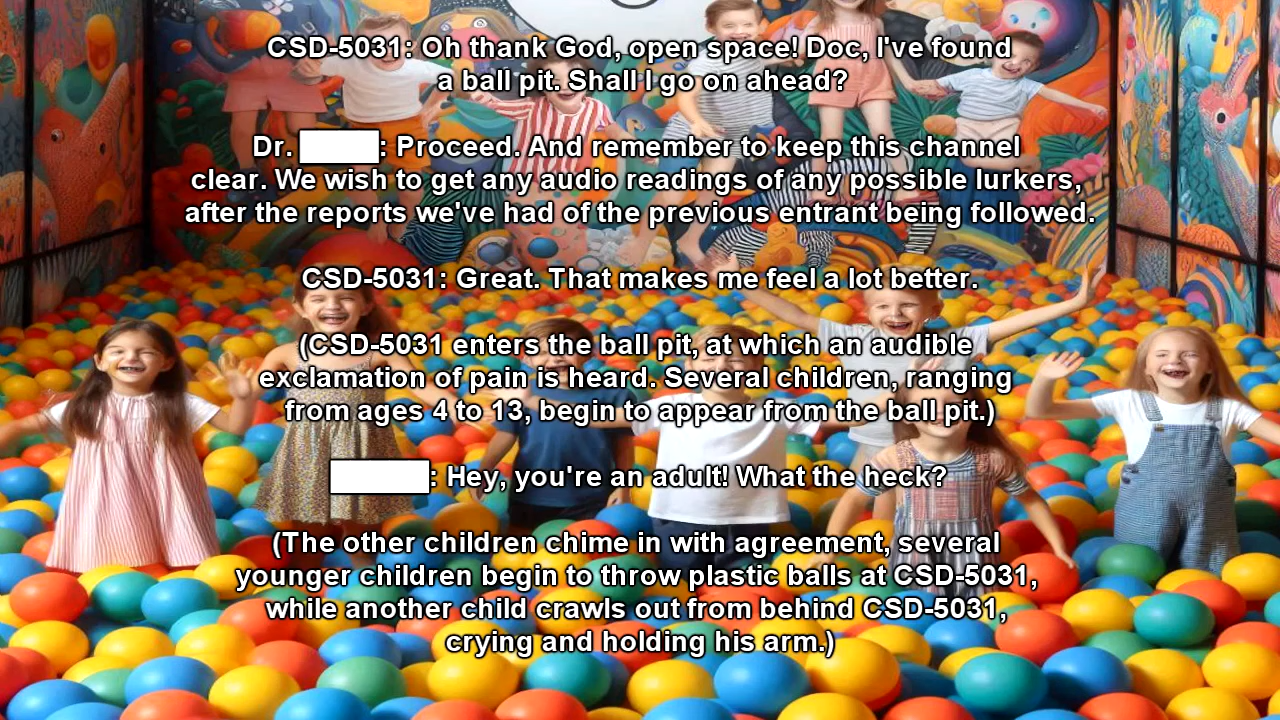 CSD-5031: Oh thank God, open space! Doc, I've found
a ball pit. Shall I go on ahead?
Dr. : Proceed. And remember to keep this channel
clear. We wish to get any audio readings of any possible lurkers,
after the reports we've had of the previous entrant being followed.
CSD-5031: Great. That makes me feel a lot better.
(CSD-5031 enters the ball pit, at which an audible
exclamation of pain is heard. Several children, ranging
from ages 4 to 13, begin to appear from the ball pit.)
: Hey, you're an adult! What the heck?
(The other children chime in with agreement, several
younger children begin to throw plastic balls at CSD-5031,
while another child crawls out from behind CSD-5031,
crying and holding his arm.)